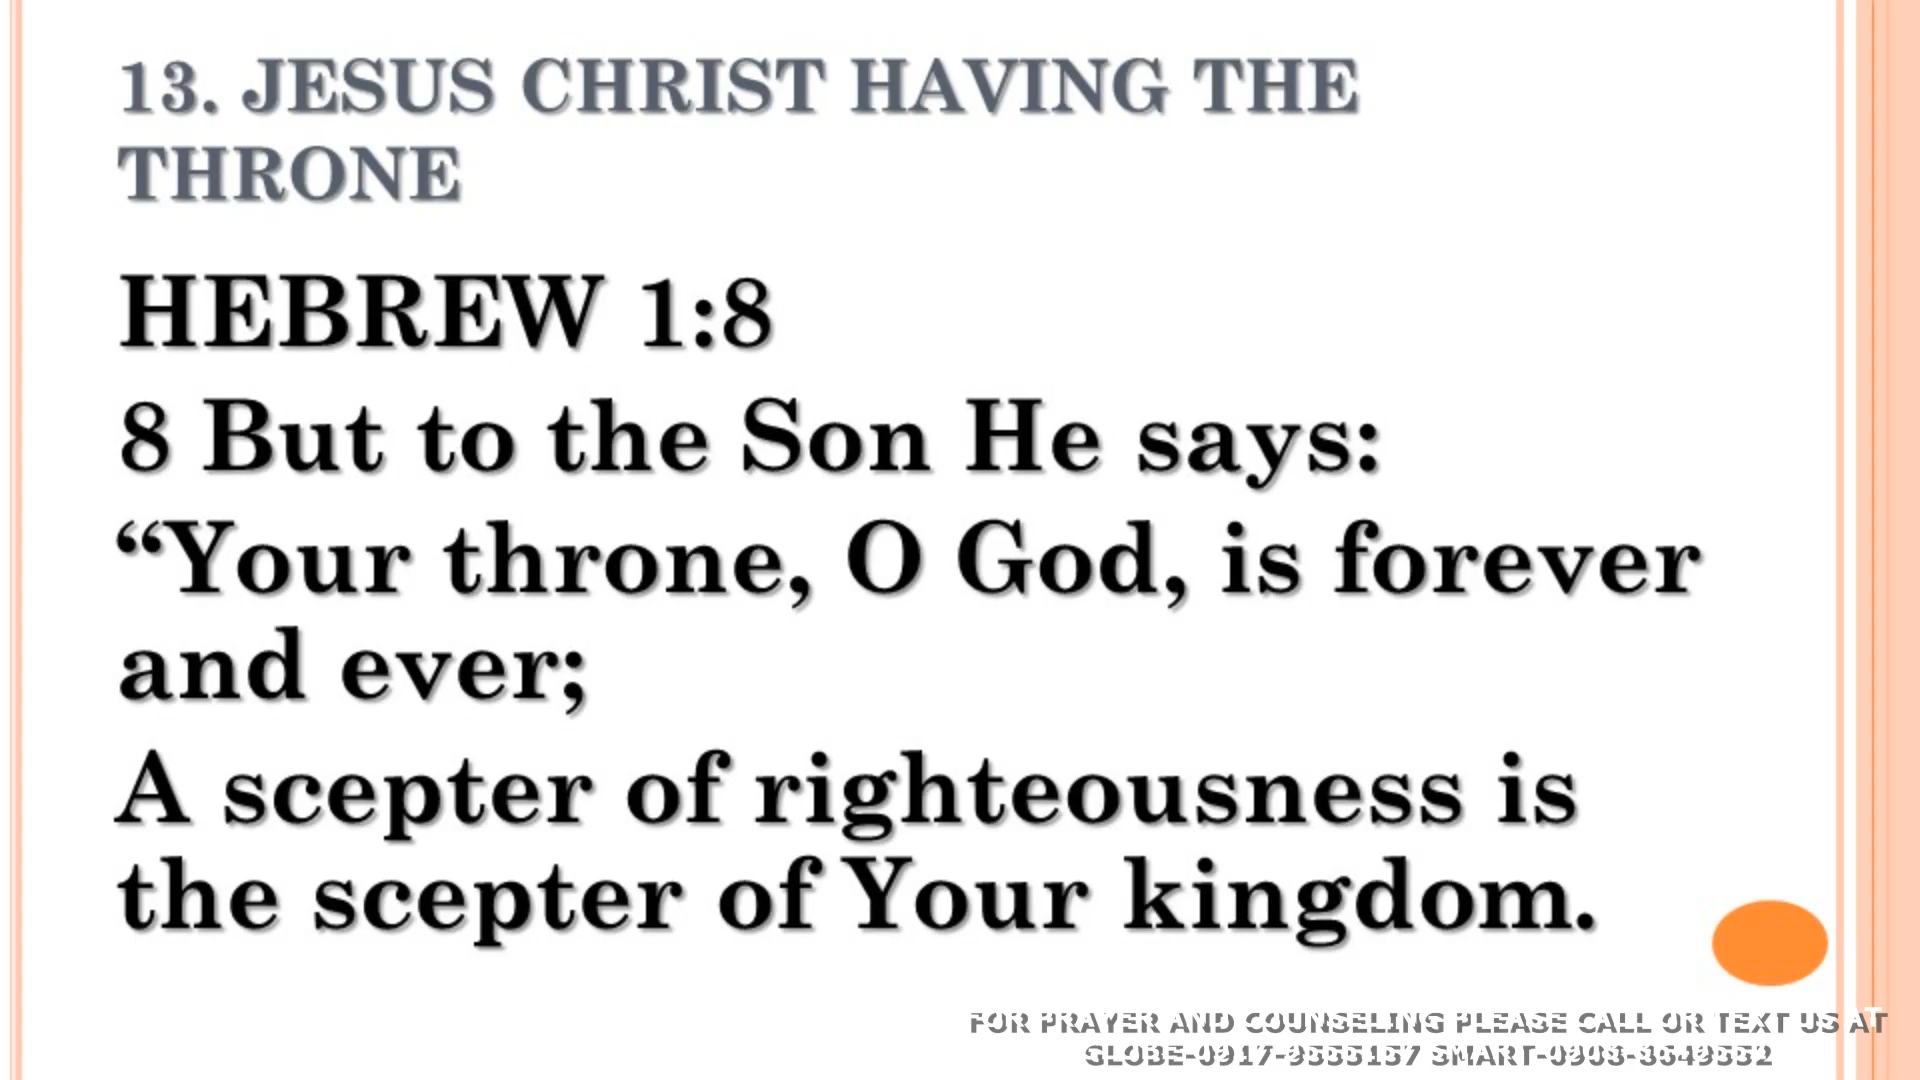 13. JESUS CHRIST HAVING THE
THRONE
HEBREW 1:8
8 But to the Son He says:
“Your throne, O God, is forever
and ever;
A scepter of righteousness is
the scepter of Your kingdom.
FOR PRAYER AND COUNSELING PLEASE CALL OR TEXT US AT